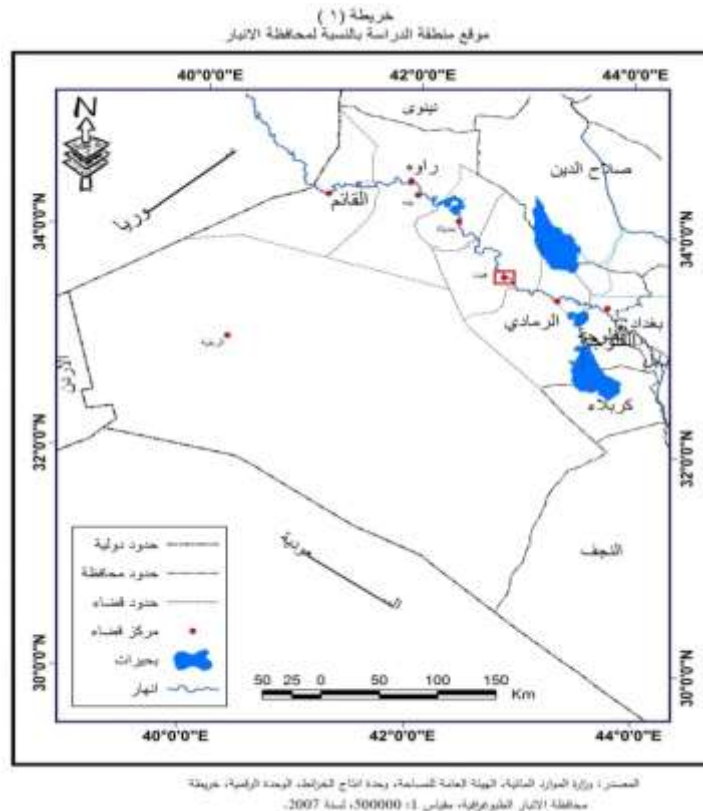 خريطة (١)
موقع منطقة الدراسة بالنسبة لمحافظة الانبار
40°0'0"E 42°0'0"E 44°0'0"E
N
نينوى
صلاح الدين
راوه
القائم
سوريا
34°0'0"N
34°0'0"N
الرمادي
بغداد
الفلوجة
بابل
الرطبة
الاردن
كربلاء
32°0'0"N
32°0'0"N
النجف
السعودية
حدود دولية
حدود محافظة
حدود قضاء
مركز قضاء
بحيرات
انهار
30°0'0"N
30°0'0"N
50 25 0 50 100 150
Km
40°0'0"E 42°0'0"E 44°0'0"E
المصدر: وزارة الموارد المائية، الهيئة العامة للمساحة، وحدة انتاج الخرائط، الوحدة الرقمية، خريطة
محافظة الانبار الطبوغرافية، مقياس 1: 500000، لسنة 2007.